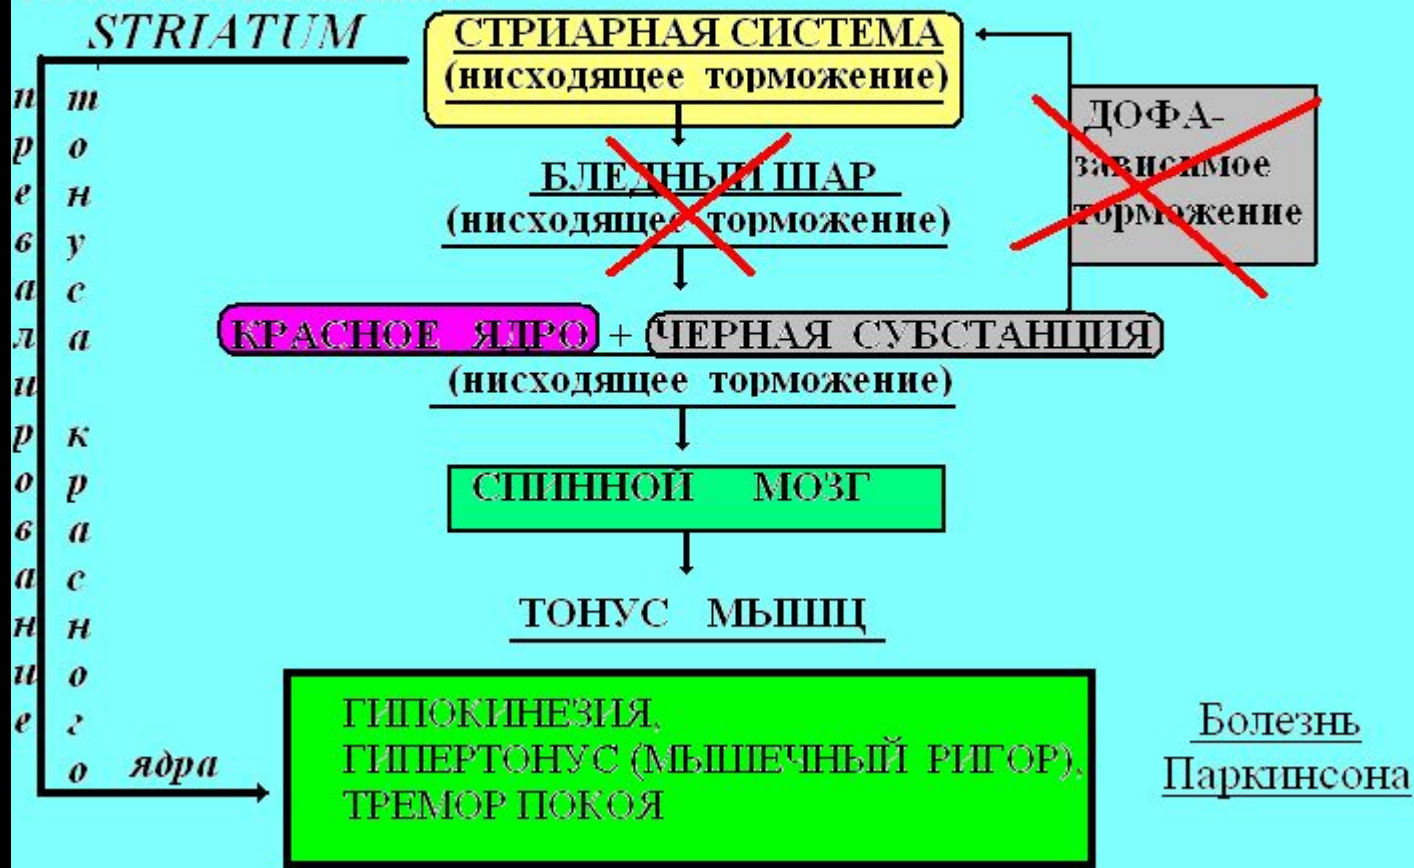 STRIATUM
СТРИАРНАЯ СИСТЕМА
(нисходящее торможение)
ДОФА-
зависимое
торможение
БЛЕДНЫЙ ШАР
(нисходящее торможение)
КРАСНОЕ ЯДРО + ЧЕРНАЯ СУБСТАНЦИЯ
(нисходящее торможение)
СПИННОЙ МОЗГ
ТОНУС МЫШЦ
превалирование
тонуса красного
ядра
ГИПОКИНЕЗИЯ,
ГИПЕРТОНУС (МЫШЕЧНЫЙ РИГОР),
ТРЕМОР ПОКОЯ
Болезнь
Паркинсона